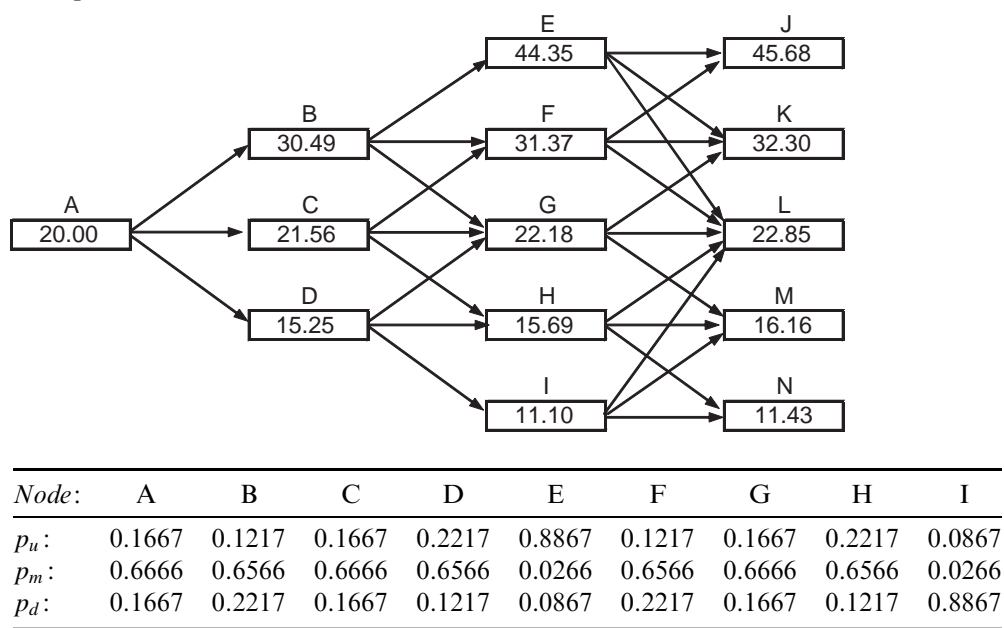 E J
44.35 45.68
B F K
30.49 31.37 32.30
A C G L
20.00 21.56 22.18 22.85
D H M
15.25 15.69 16.16
I N
11.10 11.43
Node: A B C D E F G H I
pu: 0.1667 0.1217 0.1667 0.2217 0.8867 0.1217 0.1667 0.2217 0.0867
pm: 0.6666 0.6566 0.6666 0.6566 0.0266 0.6566 0.6666 0.6566 0.0266
pd: 0.1667 0.2217 0.1667 0.1217 0.0867 0.2217 0.1667 0.1217 0.8867